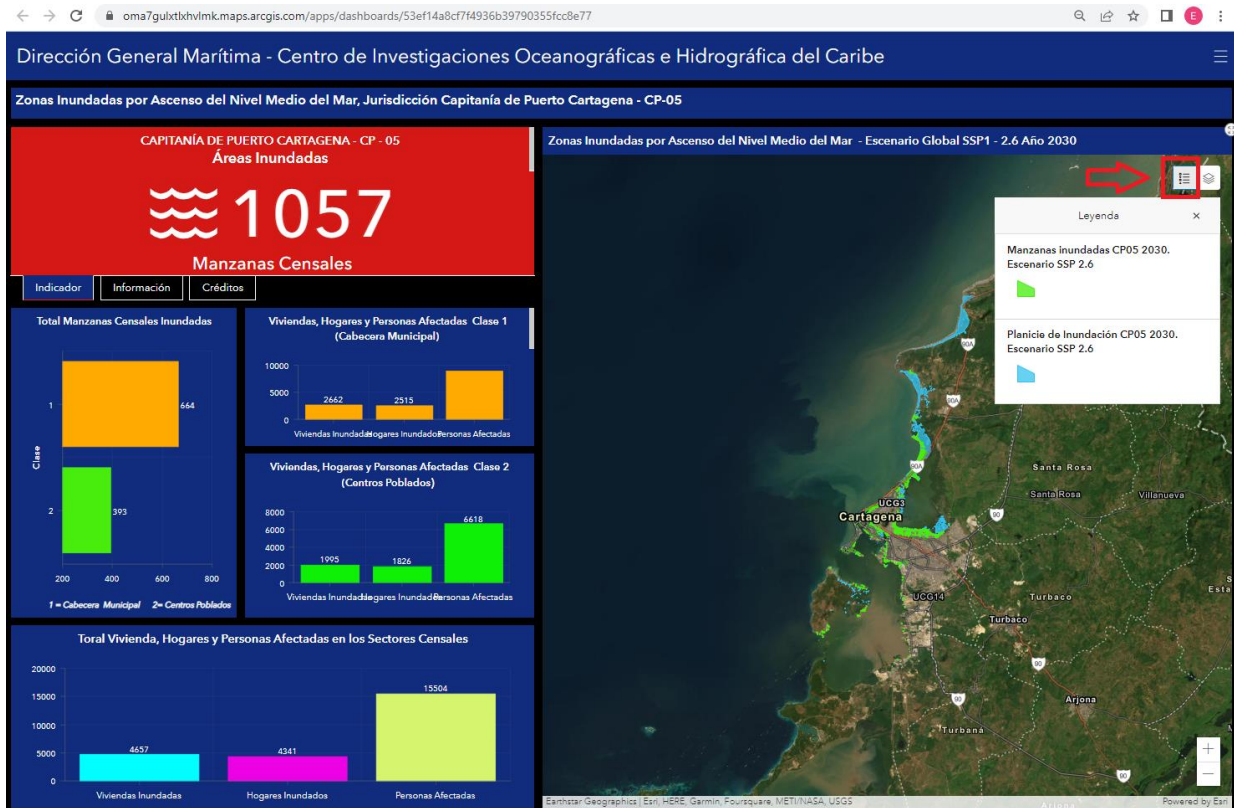 oma7gulxtlxhvlmk.maps.arcgis.com/apps/dashboards/53ef14a8cf7f4936b39790355fcc8e77
E
Dirección General Marítima - Centro de Investigaciones Oceanográficas e Hidrográfica del Caribe
Zonas Inundadas por Ascenso del Nivel Medio del Mar, Jurisdicción Capitanía de Puerto Cartagena - CP-05
CAPITANÍA DE PUERTO CARTAGENA - CP - 05
Áreas Inundadas
1057
Manzanas Censales
Indicador
Información
Créditos
Total Manzanas Censales Inundadas
Clase
1
664
2
393
200 400 600 800
1 = Cabecera Municipal 2= Centros Poblados
Viviendas, Hogares y Personas Afectadas Clase 1
(Cabecera Municipal)
10000
5000
0
2662
2515
Viviendas Inundadas Hogares Inundados Personas Afectadas
Viviendas, Hogares y Personas Afectadas Clase 2
(Centros Poblados)
8000
6000
4000
2000
0
1995
1826
6618
Viviendas Inundadas Hogares Inundados Personas Afectadas
Toral Vivienda, Hogares y Personas Afectadas en los Sectores Censales
20000
15000
10000
5000
0
4657
4341
15504
Viviendas Inundadas Hogares Inundados Personas Afectadas
Zonas Inundadas por Ascenso del Nivel Medio del Mar - Escenario Global SSP1 - 2.6 Año 2030
Leyenda
Manzanas inundadas CP05 2030.
Escenario SSP 2.6
Planicie de Inundación CP05 2030.
Escenario SSP 2.6
90A
90A
90A
Santa Rosa
Santa Rosa
Villanueva
UCG3
Cartagena
90
UCG14
Turbaco
Turbaco
Esta
90
90
Arjona
Turbana
90
Arjona
Earthstar Geographics | Esri, HERE, Garmin, Foursquare, METI/NASA, USGS
Powered by Esri